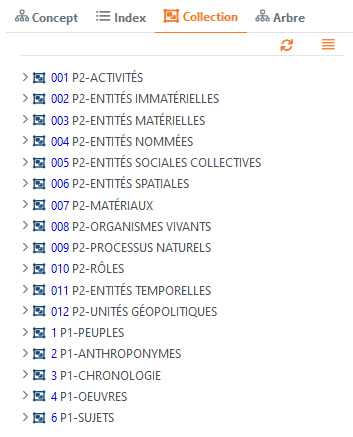 Concept Index Collection Arbre
001 P2-ACTIVITÉS
002 P2-ENTITÉS IMMATÉRIELLES
003 P2-ENTITÉS MATÉRIELLES
004 P2-ENTITÉS NOMMÉES
005 P2-ENTITÉS SOCIALES COLLECTIVES
006 P2-ENTITÉS SPATIALES
007 P2-MATÉRIAUX
008 P2-ORGANISMES VIVANTS
009 P2-PROCESSUS NATURELS
010 P2-RÔLES
011 P2-ENTITÉS TEMPORELLES
012 P2-UNITÉS GÉOPOLITIQUES
1 P1-PEUPLES
2 P1-ANTHROPONYMES
3 P1-CHRONOLOGIE
4 P1-OEUVRES
6 P1-SUJETS